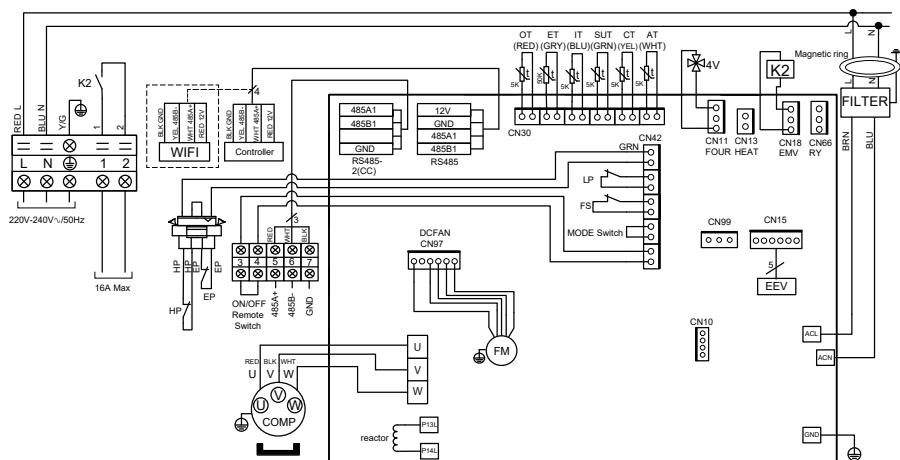 OT ET IT SUT CT AT
(RED) (GRY) (BLU) (GRN) (YEL) (WHT)
5K 50K 5K 5K 5K 5K
CN30
4V
K2
L N
Magnetic ring
L N
FILTER
BRN
BLU
CN11
FOUR
CN13
HEAT
CN18
EMV
CN66
RY
RED L
BLU N
Y/G
K2
1
2
L N 1 2
220V-240V∿/50Hz
16A Max
BLK GND
YEL 485B-
WHT 485A+
RED 12V
WIFI
4
BLK GND
YEL 485B-
WHT 485A+
RED 12V
Controller
485A1
485B1
GND
RS485-
2(CC)
12V
GND
485A1
485B1
RS485
CN42
GRN
LP
FS
MODE Switch
HP
HP
EP
EP
HP
EP
3
RED
WHT
BLK
3 4 5 6 7
ON/OFF
Remote
Switch
485A+
485B-
GND
DCFAN
CN97
FM
CN99
CN15
5
EEV
CN10
ACL
ACN
GND
RED BLK WHT
U V W
U V W
COMP
U
V
W
reactor
P13L
P14L